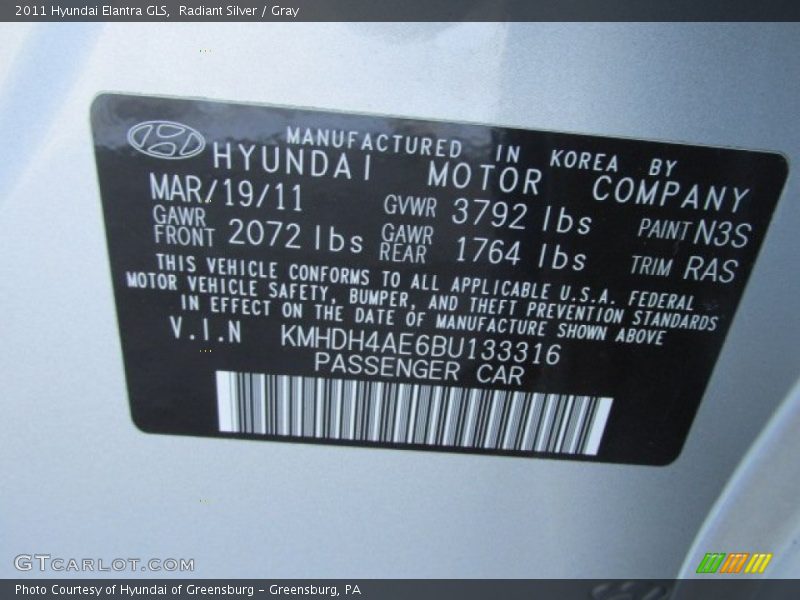 2011 Hyundai Elantra GLS, Radiant Silver / Gray
MANUFACTURED IN KOREA BY
HYUNDAI MOTOR COMPANY
MAR/19/11 GVWR 3792 lbs PAINT N3S
GAWR FRONT 2072 lbs GAWR REAR 1764 lbs TRIM RAS
THIS VEHICLE CONFORMS TO ALL APPLICABLE U.S.A. FEDERAL
MOTOR VEHICLE SAFETY, BUMPER, AND THEFT PREVENTION STANDARDS
IN EFFECT ON THE DATE OF MANUFACTURE SHOWN ABOVE
V.I.N KMHDH4AE6BU133316
PASSENGER CAR
GTCARLOT.COM
Photo Courtesy of Hyundai of Greensburg - Greensburg, PA